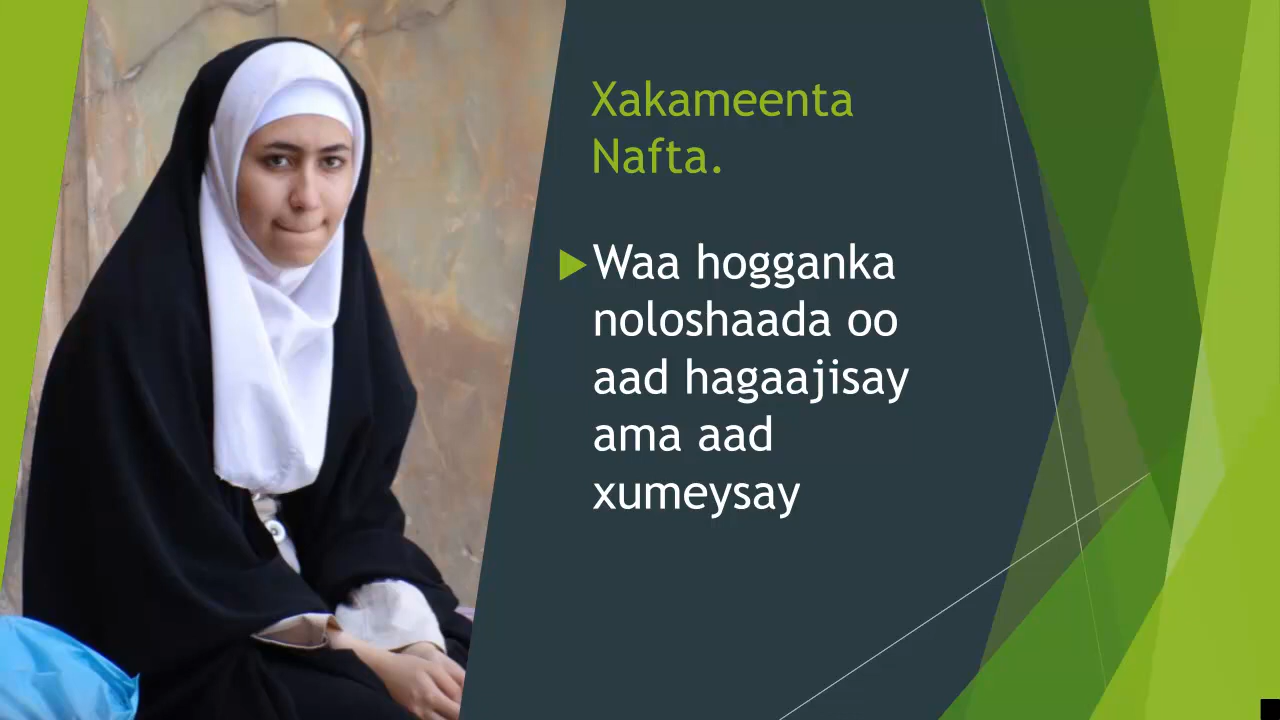 Xakameenta
Nafta.
Waa hogganka
noloshaada oo
aad hagaajisay
ama aad
xumeysay